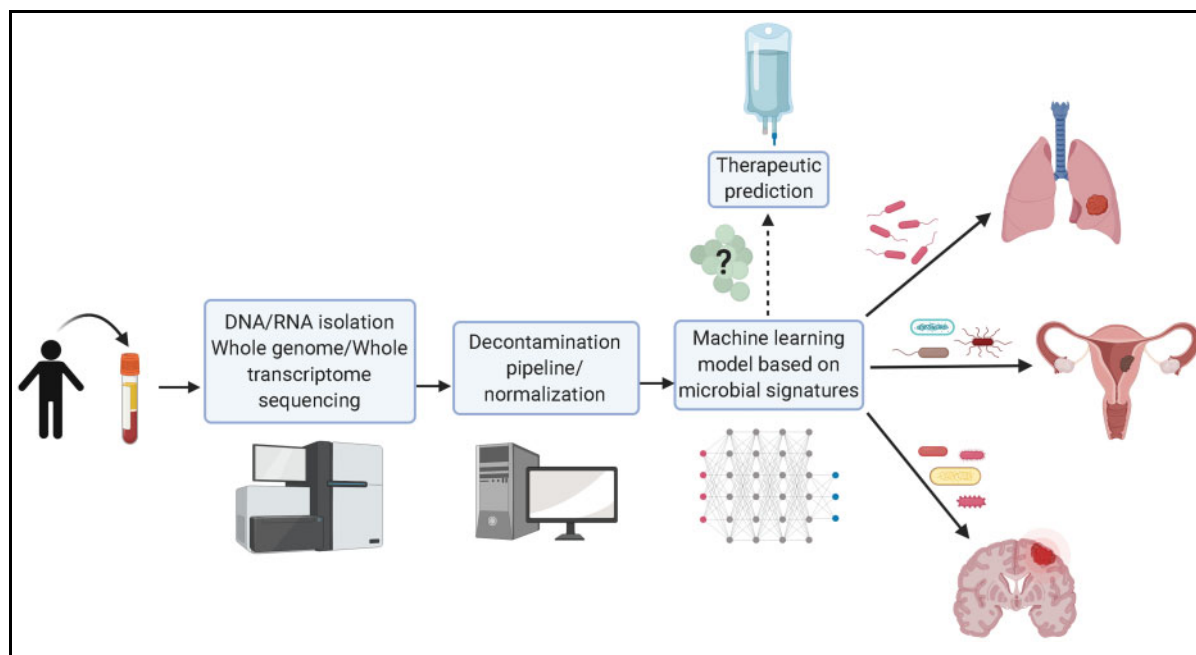 DNA/RNA isolation
Whole genome/Whole
transcriptome
sequencing
Decontamination
pipeline/
normalization
Machine learning
model based on
microbial signatures
Therapeutic
prediction
?